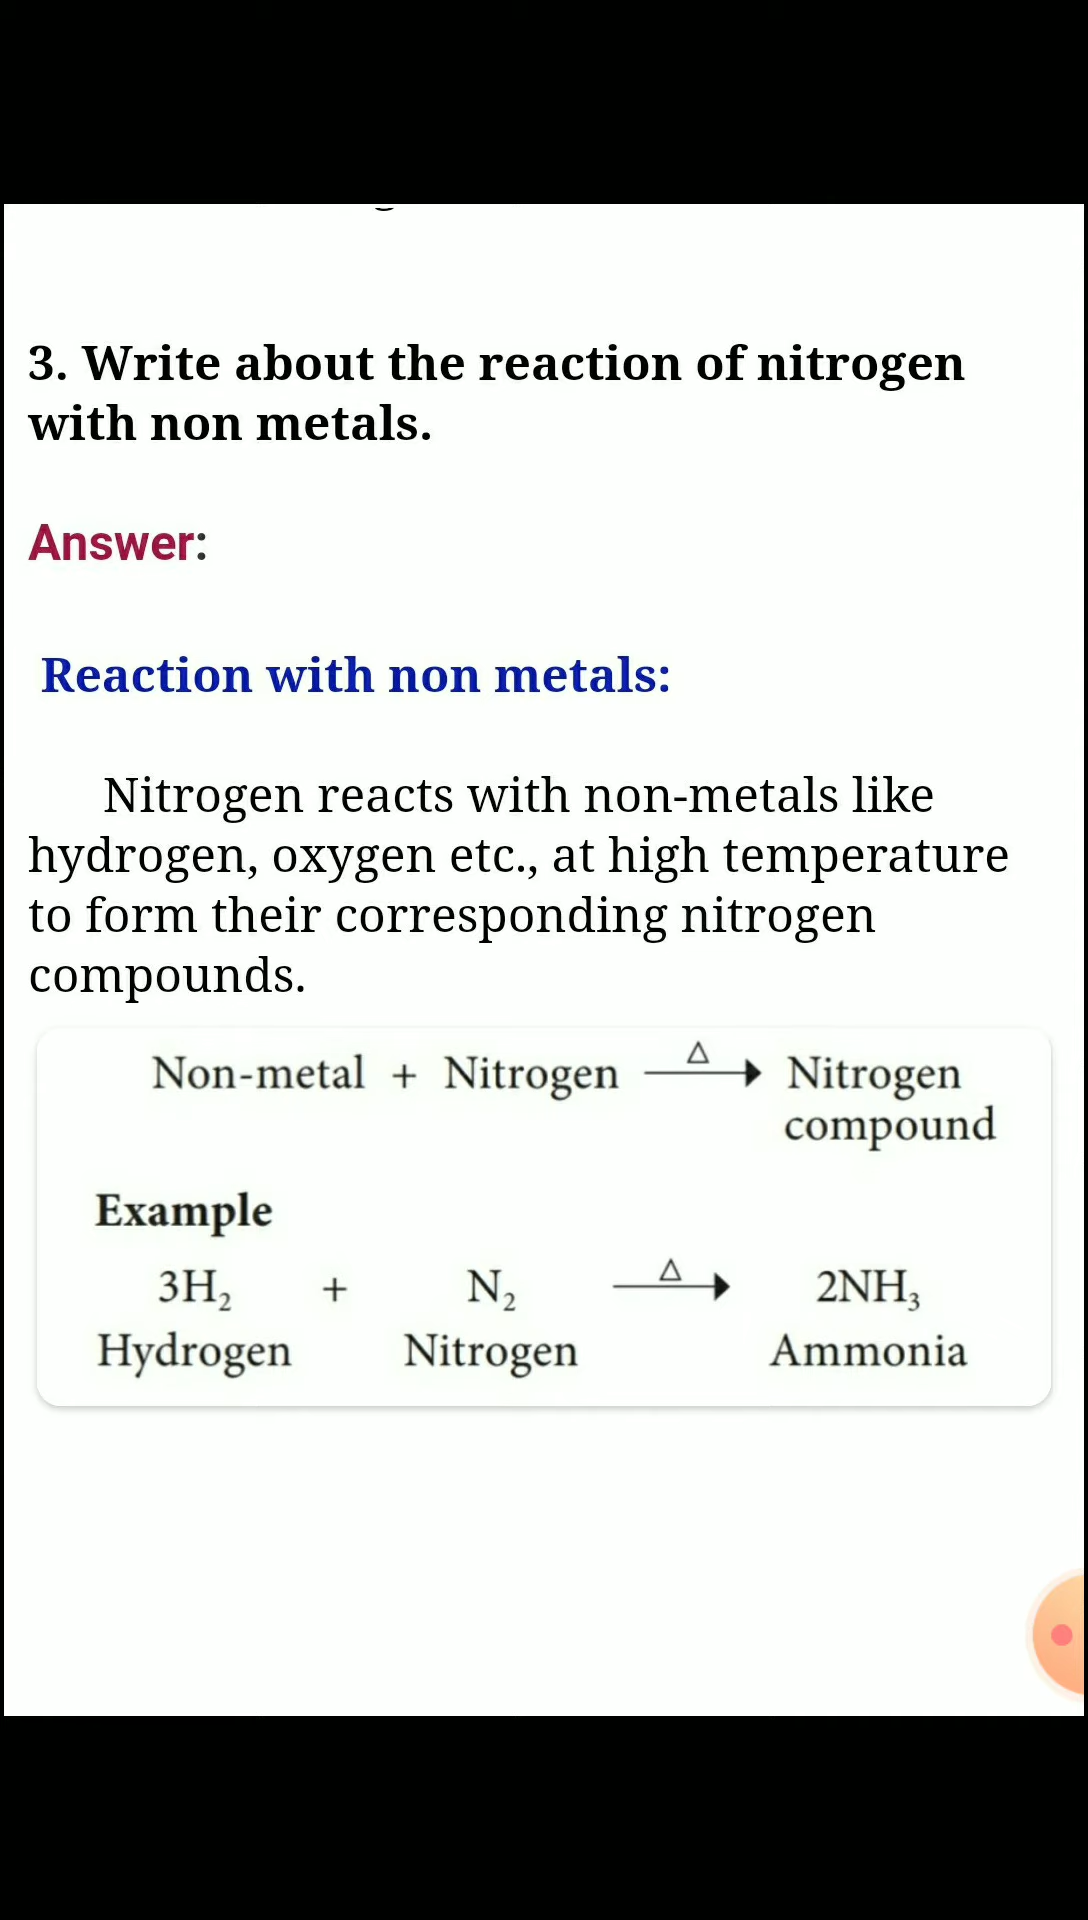 3. Write about the reaction of nitrogen
with non metals.
Answer:
Reaction with non metals:
Nitrogen reacts with non-metals like
hydrogen, oxygen etc., at high temperature
to form their corresponding nitrogen
compounds.
Non-metal + Nitrogen —Δ→ Nitrogen
compound
Example
3H₂ + N₂ —Δ→ 2NH₃
Hydrogen Nitrogen Ammonia